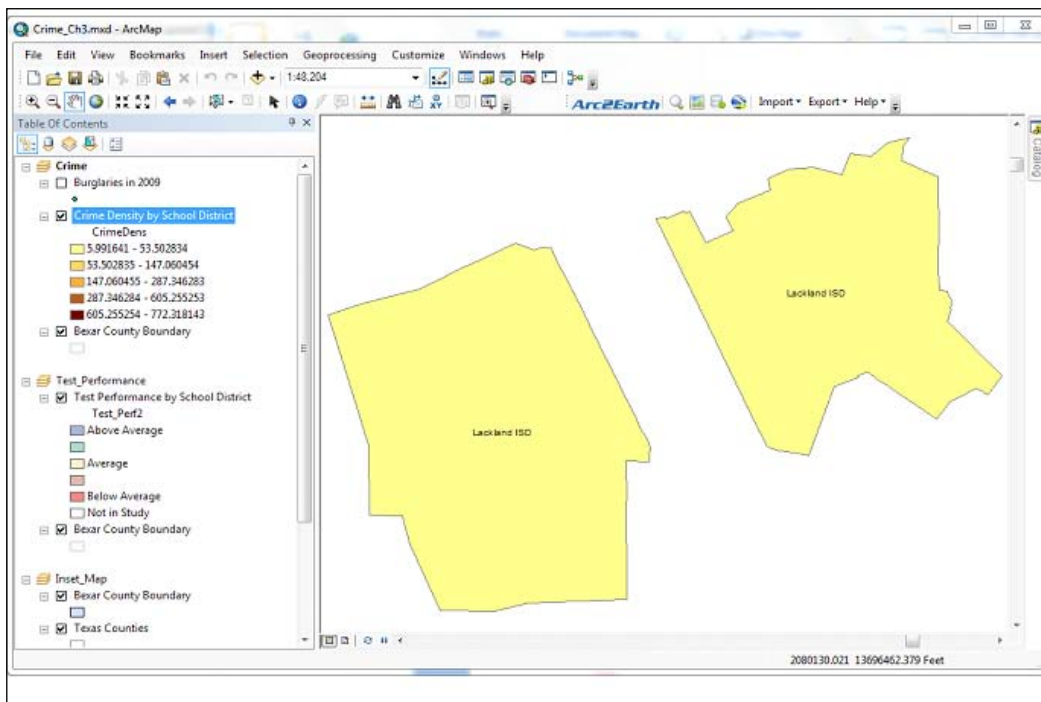 Crime_Ch3.mxd - ArcMap
File Edit View Bookmarks Insert Selection Geoprocessing Customize Windows Help
1:48,204
Arc2Earth Import Export Help
Table Of Contents
Crime
Burglaries in 2009
Crime Density by School District
CrimeDens
5.991641 - 53.502834
53.502835 - 147.060454
147.060455 - 287.346283
287.346284 - 605.255253
605.255254 - 772.318143
Bexar County Boundary
Test_Performance
Test Performance by School District
Test_Perf2
Above Average
Average
Below Average
Not in Study
Bexar County Boundary
Inset_Map
Bexar County Boundary
Texas Counties
Lackland ISD
Lackland ISD
Catalog
2080130.021 13696462.379 Feet